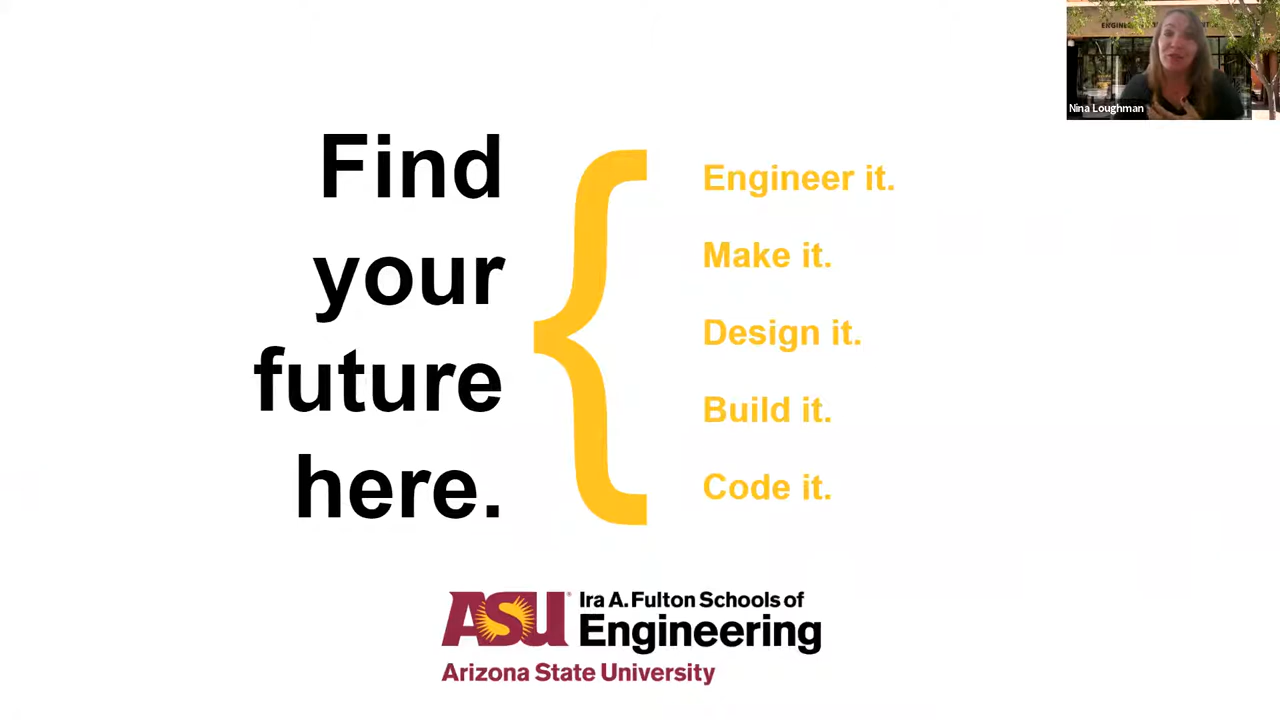 Find
your
future
here.
Engineer it.
Make it.
Design it.
Build it.
Code it.
ASU
Ira A. Fulton Schools of
Engineering
Arizona State University
Nina Loughman